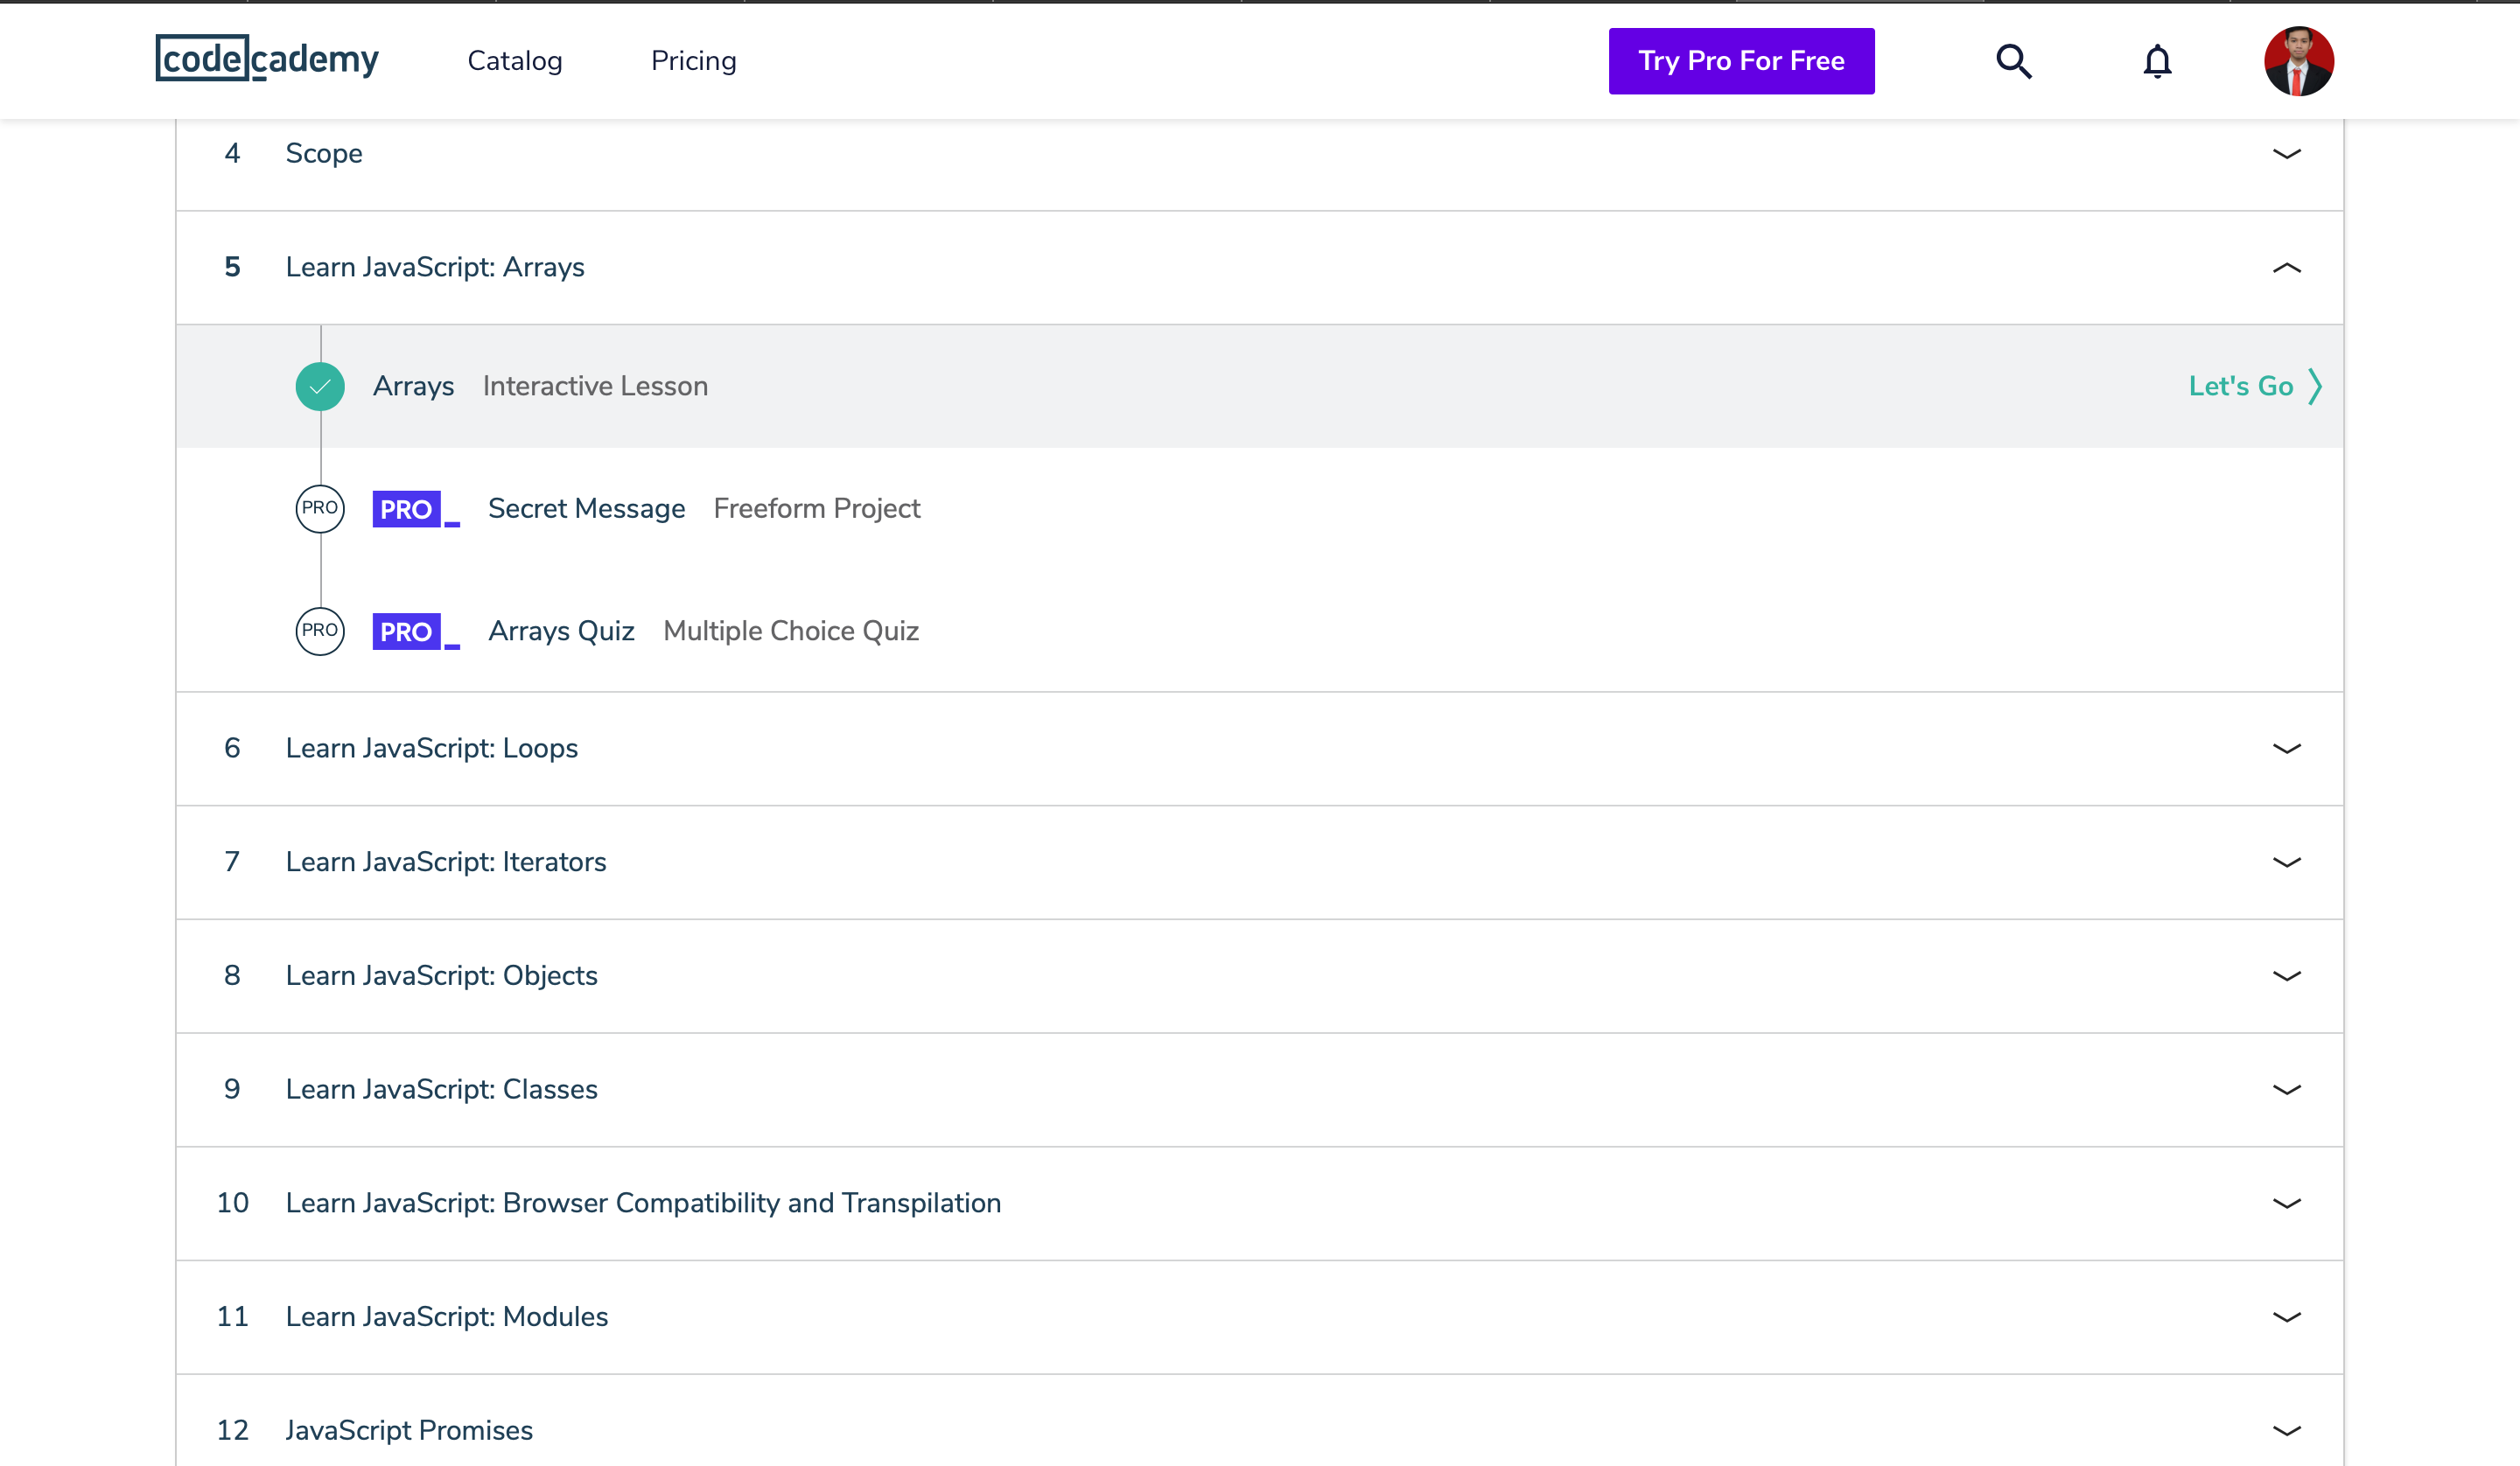 codecademy Catalog Pricing Try Pro For Free
4 Scope
5 Learn JavaScript: Arrays
Arrays Interactive Lesson Let's Go
PRO PRO Secret Message Freeform Project
PRO PRO Arrays Quiz Multiple Choice Quiz
6 Learn JavaScript: Loops
7 Learn JavaScript: Iterators
8 Learn JavaScript: Objects
9 Learn JavaScript: Classes
10 Learn JavaScript: Browser Compatibility and Transpilation
11 Learn JavaScript: Modules
12 JavaScript Promises